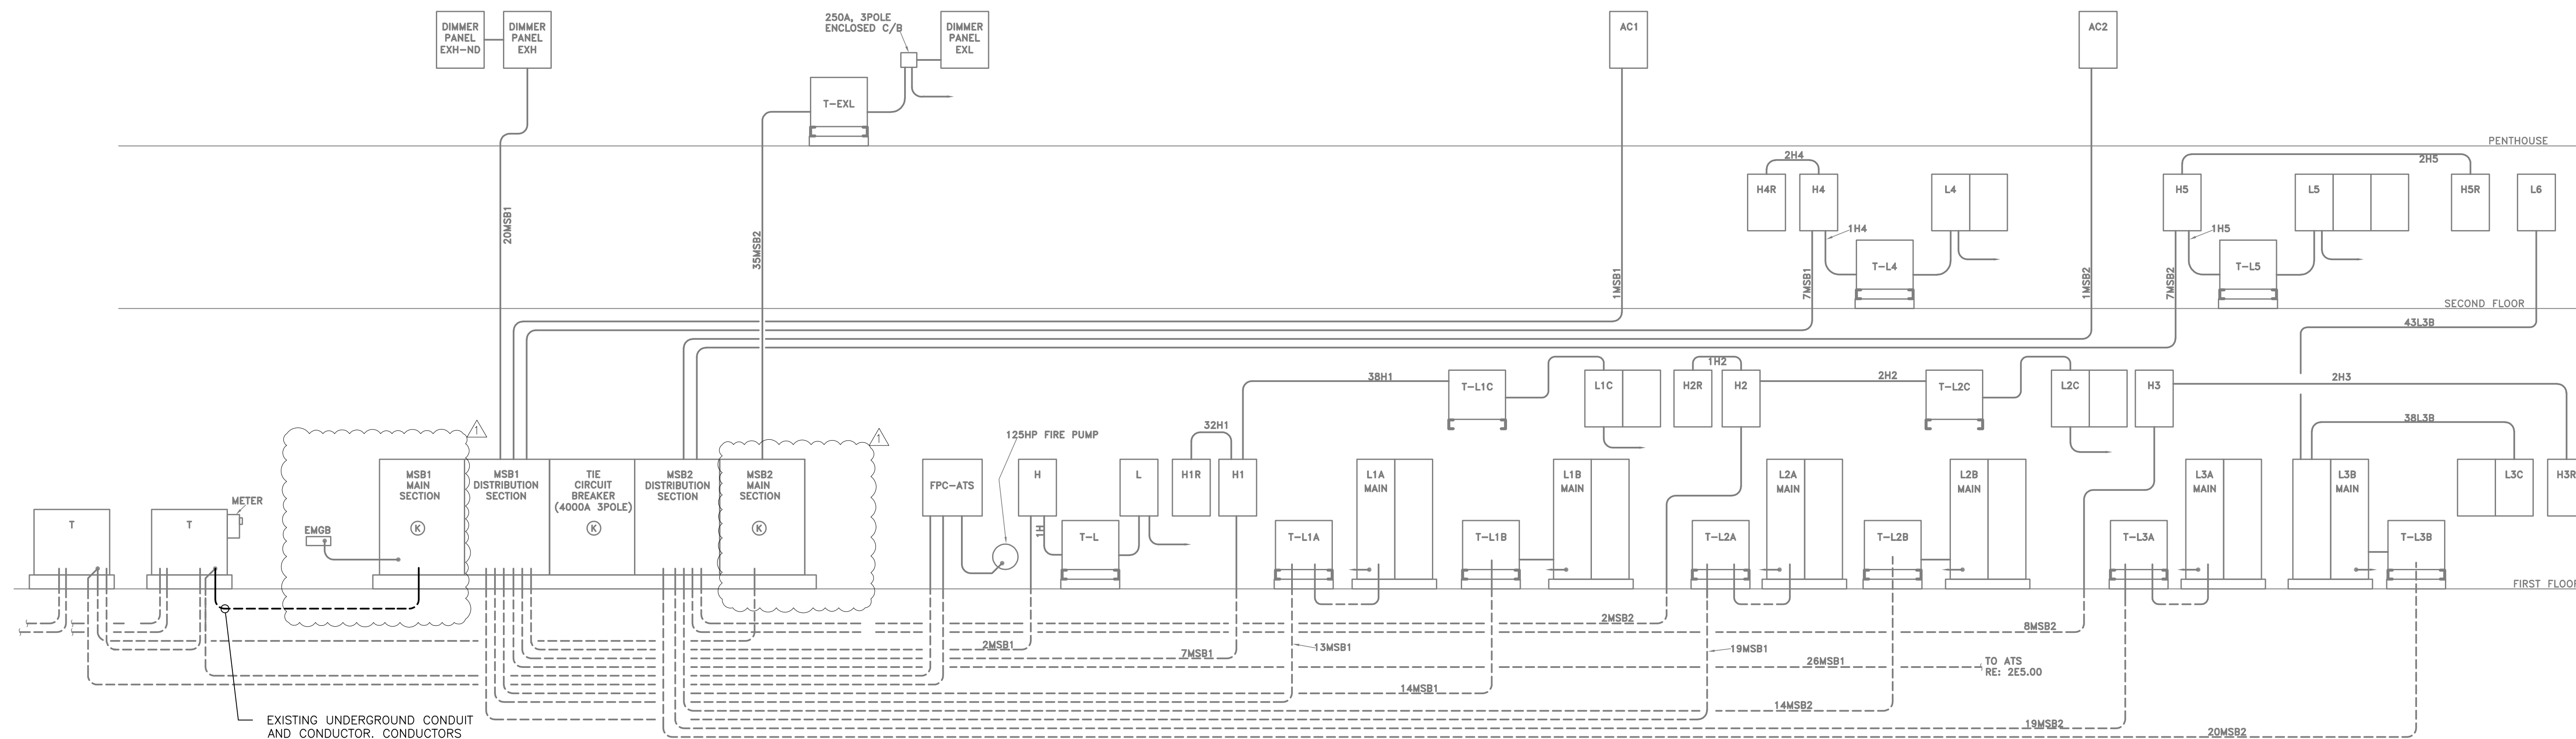 DIMMER
PANEL
EXH-ND
DIMMER
PANEL
EXH
250A, 3POLE
ENCLOSED C/B
DIMMER
PANEL
EXL
AC1
AC2
T-EXL
PENTHOUSE
20MSB1
35MSB2
1MSB1
2H4
H4R
H4
L4
1H4
T-L4
7MSB1
1MSB2
2H5
H5
L5
H5R
L6
1H5
T-L5
7MSB2
SECOND FLOOR
43L3B
38H1
T-L1C
L1C
1H2
H2R
H2
2H2
T-L2C
L2C
H3
2H3
38L3B
32H1
1
1
125HP FIRE PUMP
MSB1
MAIN
SECTION
K
MSB1
DISTRIBUTION
SECTION
TIE
CIRCUIT
BREAKER
(4000A 3POLE)
K
MSB2
DISTRIBUTION
SECTION
MSB2
MAIN
SECTION
K
FPC-ATS
H
L
H1R
H1
L1A
MAIN
L1B
MAIN
L2A
MAIN
L2B
MAIN
L3A
MAIN
L3B
MAIN
L3C
H3R
T
T
METER
EMGB
1H
T-L
T-L1A
T-L1B
T-L2A
T-L2B
T-L3A
T-L3B
FIRST FLOOR
2MSB2
8MSB2
2MSB1
13MSB1
19MSB1
7MSB1
26MSB1
TO ATS
RE: 2E5.00
14MSB1
14MSB2
19MSB2
20MSB2
EXISTING UNDERGROUND CONDUIT
AND CONDUCTOR. CONDUCTORS